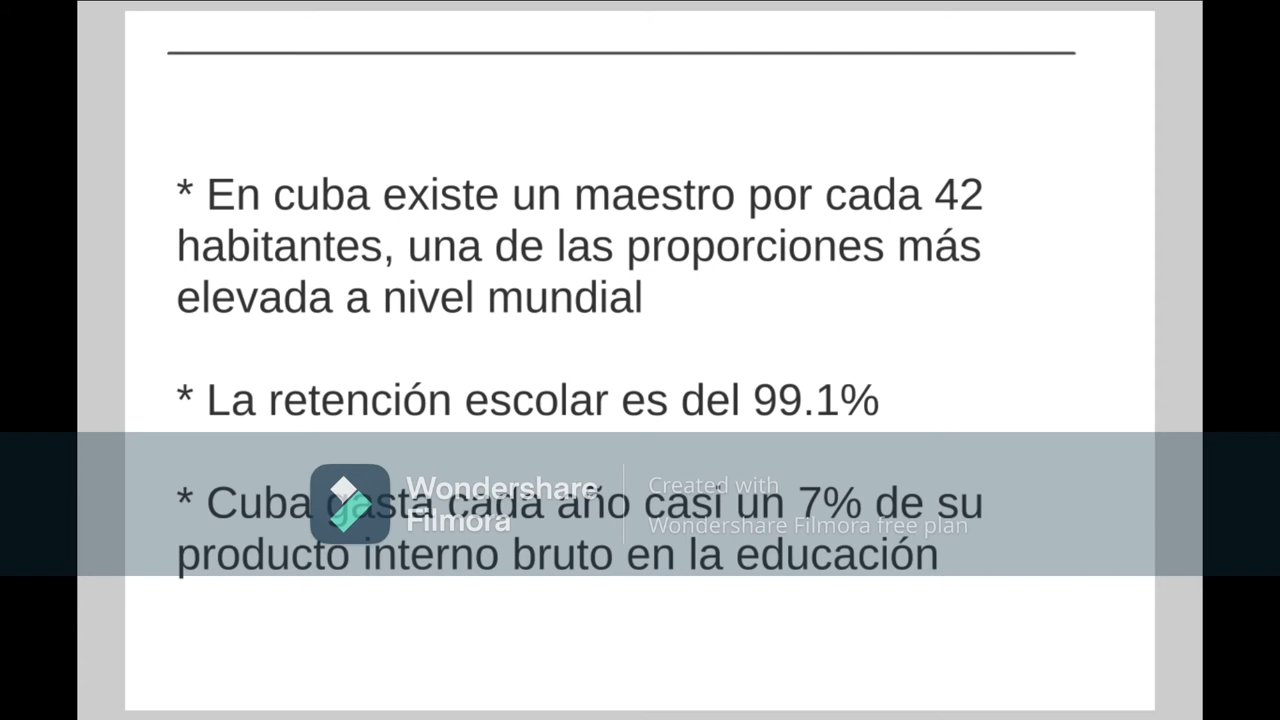 * En cuba existe un maestro por cada 42
habitantes, una de las proporciones más
elevada a nivel mundial
* La retención escolar es del 99.1%
* Cuba gasta cada año casi un 7% de su
producto interno bruto en la educación
Wondershare
Filmora
Created with
Wondershare Filmora free plan